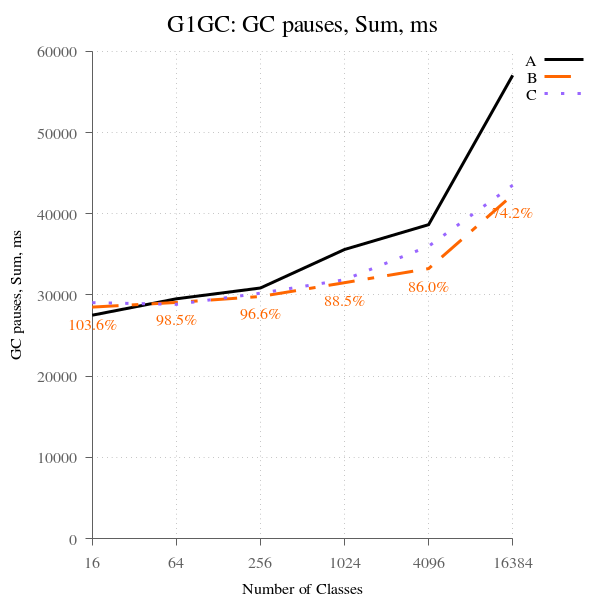 G1GC: GC pauses, Sum, ms
60000
50000
40000
30000
20000
10000
0
GC pauses, Sum, ms
A
B
C
103.6%
98.5%
96.6%
88.5%
86.0%
74.2%
16 64 256 1024 4096 16384
Number of Classes